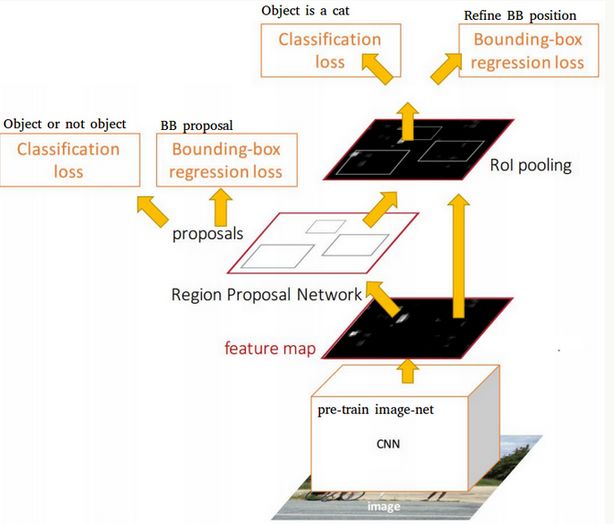 Object is a cat
Refine BB position
Classification
loss
Bounding-box
regression loss
Object or not object
BB proposal
Classification
loss
Bounding-box
regression loss
RoI pooling
proposals
Region Proposal Network
feature map
pre-train image-net
CNN
image